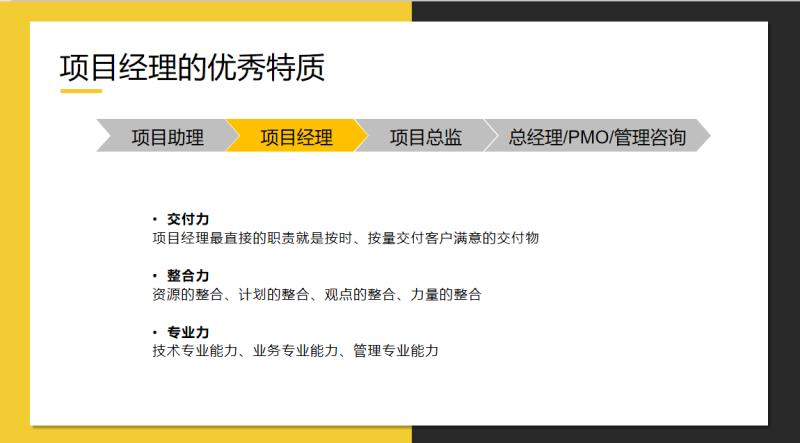 项目经理的优秀特质
项目助理
项目经理
项目总监
总经理/PMO/管理咨询
• 交付力
项目经理最直接的职责就是按时、按量交付客户满意的交付物
• 整合力
资源的整合、计划的整合、观点的整合、力量的整合
• 专业力
技术专业能力、业务专业能力、管理专业能力